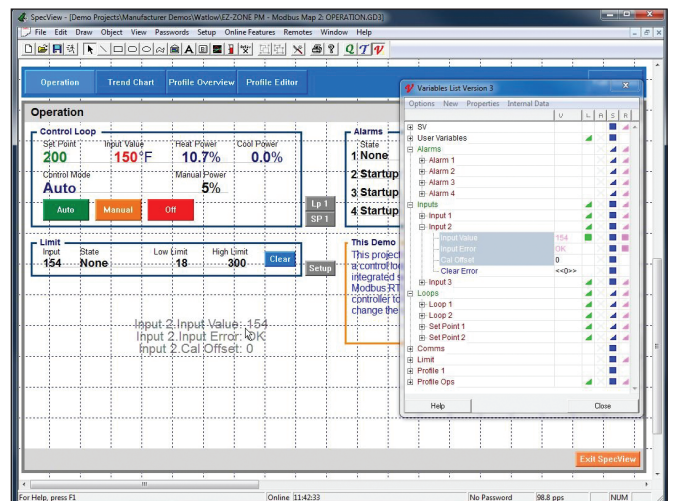 SpecView - [Demo Projects\Manufacturer Demos\Watlow\EZ-ZONE PM - Modbus Map 2: OPERATION.GD3]
File Edit Draw Object View Passwords Setup Online Features Remotes Window Help
Operation Trend Chart Profile Overview Profile Editor
Operation
Control Loop
Set Point Input Value Heat Power Cool Power
200 150°F 10.7% 0.0%
Control Mode Manual Power
Auto 5%
Auto Manual Off
Lp 1
SP 1
Alarms
State
1 None
2 Startup
3 Startup
4 Startup
Limit
Input State Low Limit High Limit
154 None 18 300 Clear
Setup
This Demo
This project
a control loo
integrated s
Modbus RT
controller to
change the
Input 2.Input Value: 154
Input 2.Input Error: OK
Input 2.Cal Offset: 0
Variables List Version 3
Options New Properties Internal Data
V L A S R
SV
User Variables
Alarms
Alarm 1
Alarm 2
Alarm 3
Alarm 4
Inputs
Input 1
Input 2
Input Value 154
Input Error OK
Cal Offset 0
Clear Error <<0>>
Input 3
Loops
Loop 1
Loop 2
Set Point 1
Set Point 2
Comms
Limit
Profile 1
Profile Ops
Help Close
Exit SpecView
For Help, press F1 Online 11:42:33 No Password 98.8 pps NUM